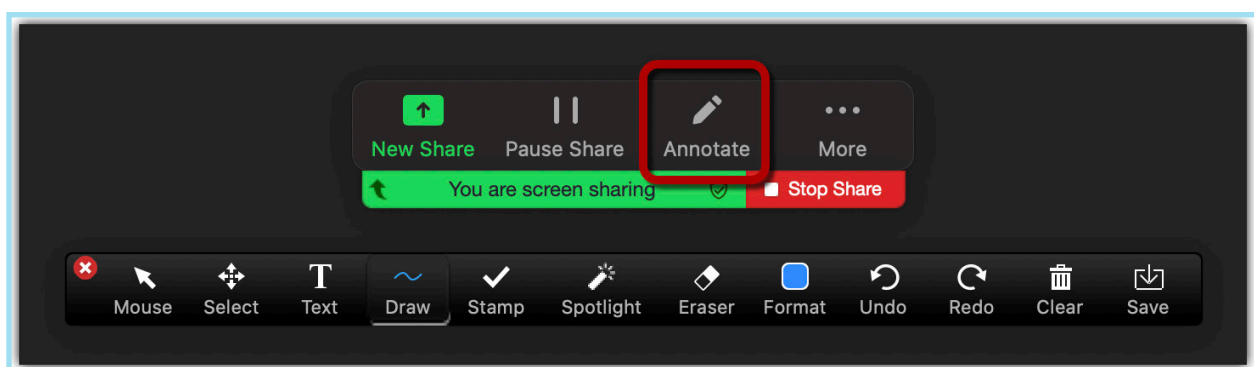 New Share Pause Share Annotate More
You are screen sharing Stop Share
Mouse Select Text Draw Stamp Spotlight Eraser Format Undo Redo Clear Save